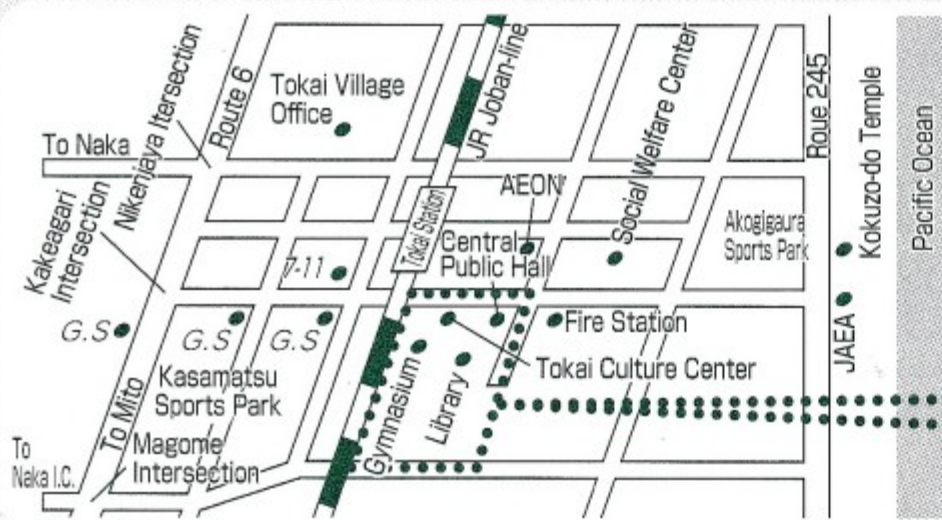 Tokai Village
Office
Route 6
Nikenjaya Itersection
To Naka
Kakeagari
Intersection
JR Joban-line
Tokai Station
AEON
Social Welfare Center
Roue 245
Kokuzo-do Temple
Pacific Ocean
Akogigaura
Sports Park
Central
Public Hall
7-11
G.S
G.S
G.S
Fire Station
Tokai Culture Center
JAEA
Gymnasium
Library
Kasamatsu
Sports Park
To Mito
Magome
Intersection
To
Naka I.C.